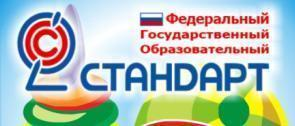 Федеральный
Государственный
Образовательный
СТАНДАРТ